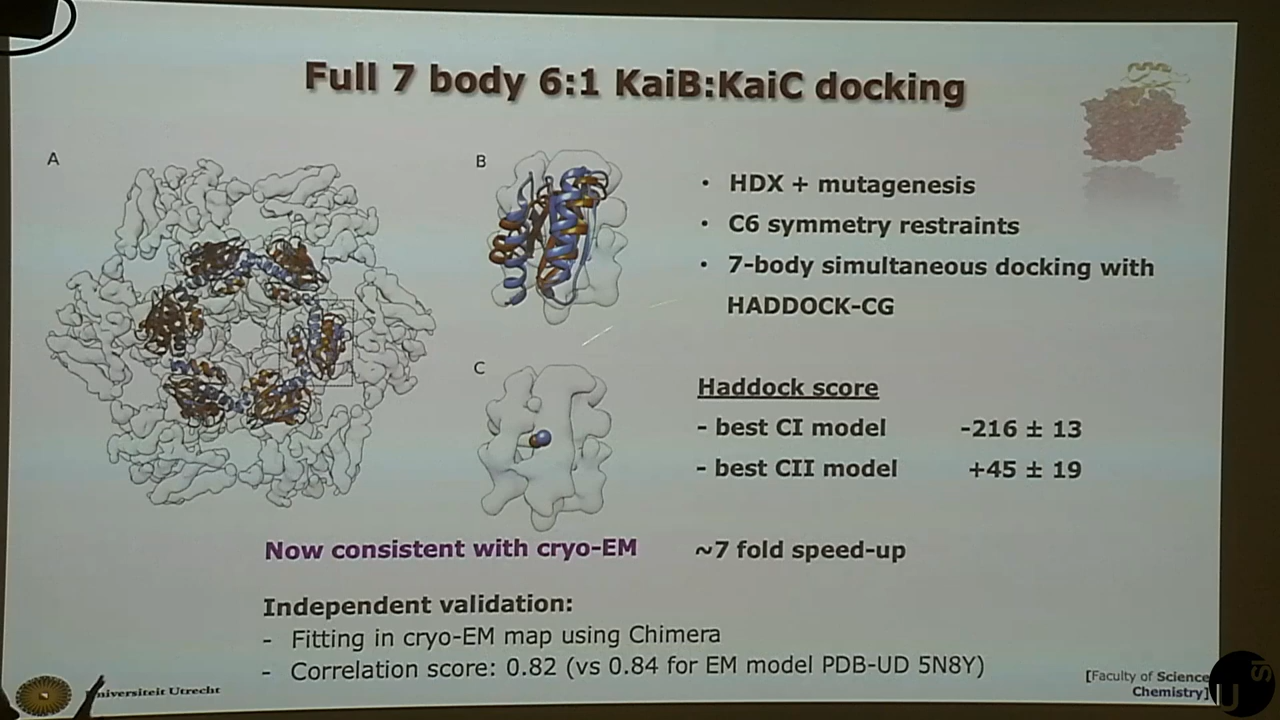 Full 7 body 6:1 KaiB:KaiC docking
A
B
C
· HDX + mutagenesis
· C6 symmetry restraints
· 7-body simultaneous docking with
HADDOCK-CG
Haddock score
- best CI model -216 ± 13
- best CII model +45 ± 19
Now consistent with cryo-EM
~7 fold speed-up
Independent validation:
- Fitting in cryo-EM map using Chimera
- Correlation score: 0.82 (vs 0.84 for EM model PDB-UD 5N8Y)
Universiteit Utrecht
[Faculty of Science
Chemistry]